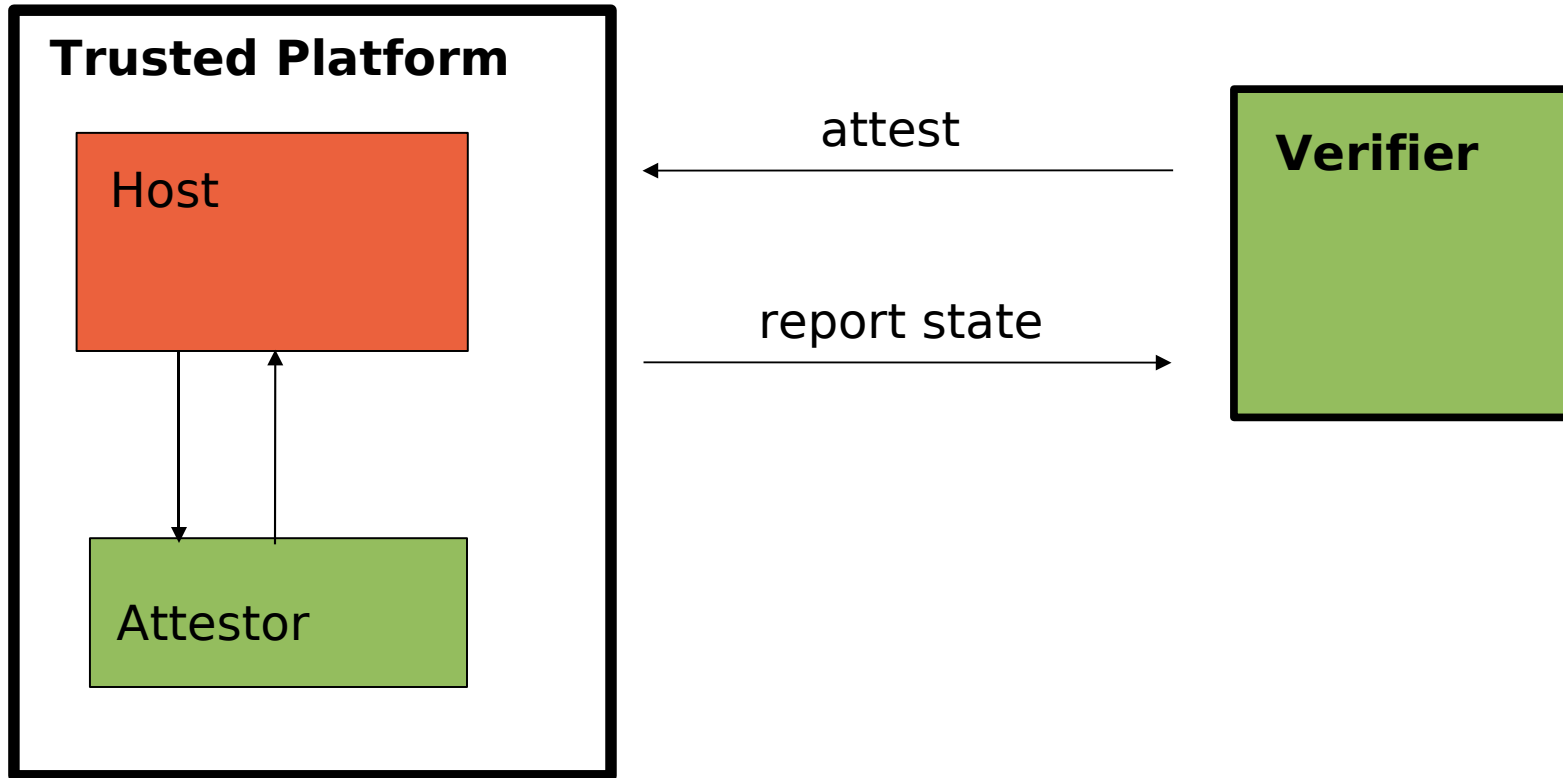 Trusted Platform
Host
attest
Verifier
report state
Attestor